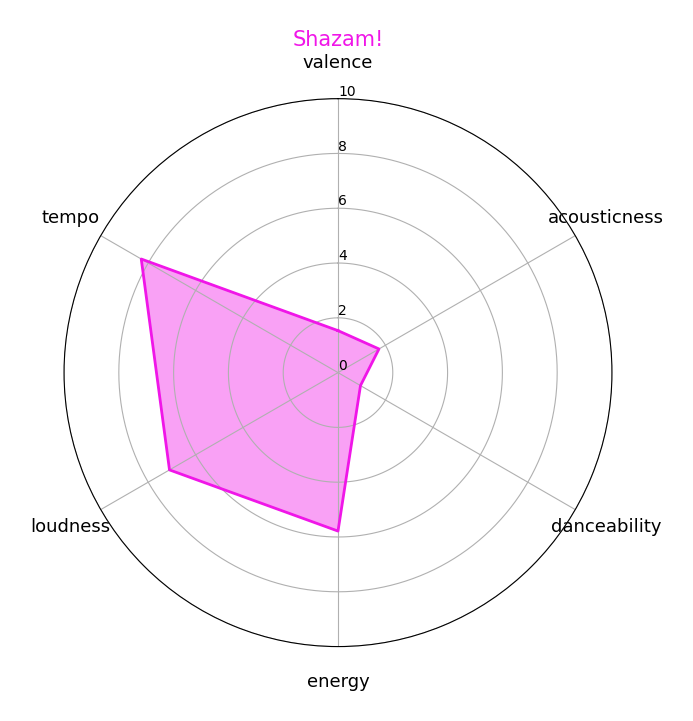 Shazam!
valence
10
8
tempo
6
acousticness
4
2
0
loudness
danceability
energy